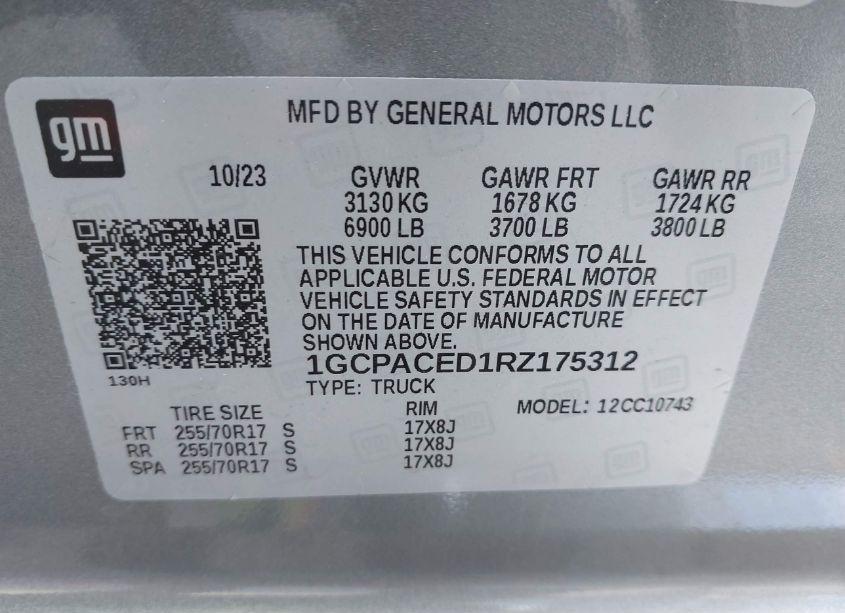 gm
MFD BY GENERAL MOTORS LLC
10/23
GVWR GAWR FRT GAWR RR
3130 KG 1678 KG 1724 KG
6900 LB 3700 LB 3800 LB
THIS VEHICLE CONFORMS TO ALL
APPLICABLE U.S. FEDERAL MOTOR
VEHICLE SAFETY STANDARDS IN EFFECT
ON THE DATE OF MANUFACTURE
SHOWN ABOVE.
1GCPACED1RZ175312
130H
TYPE: TRUCK
TIRE SIZE RIM MODEL: 12CC10743
FRT 255/70R17 S 17X8J
RR 255/70R17 S 17X8J
SPA 255/70R17 S 17X8J